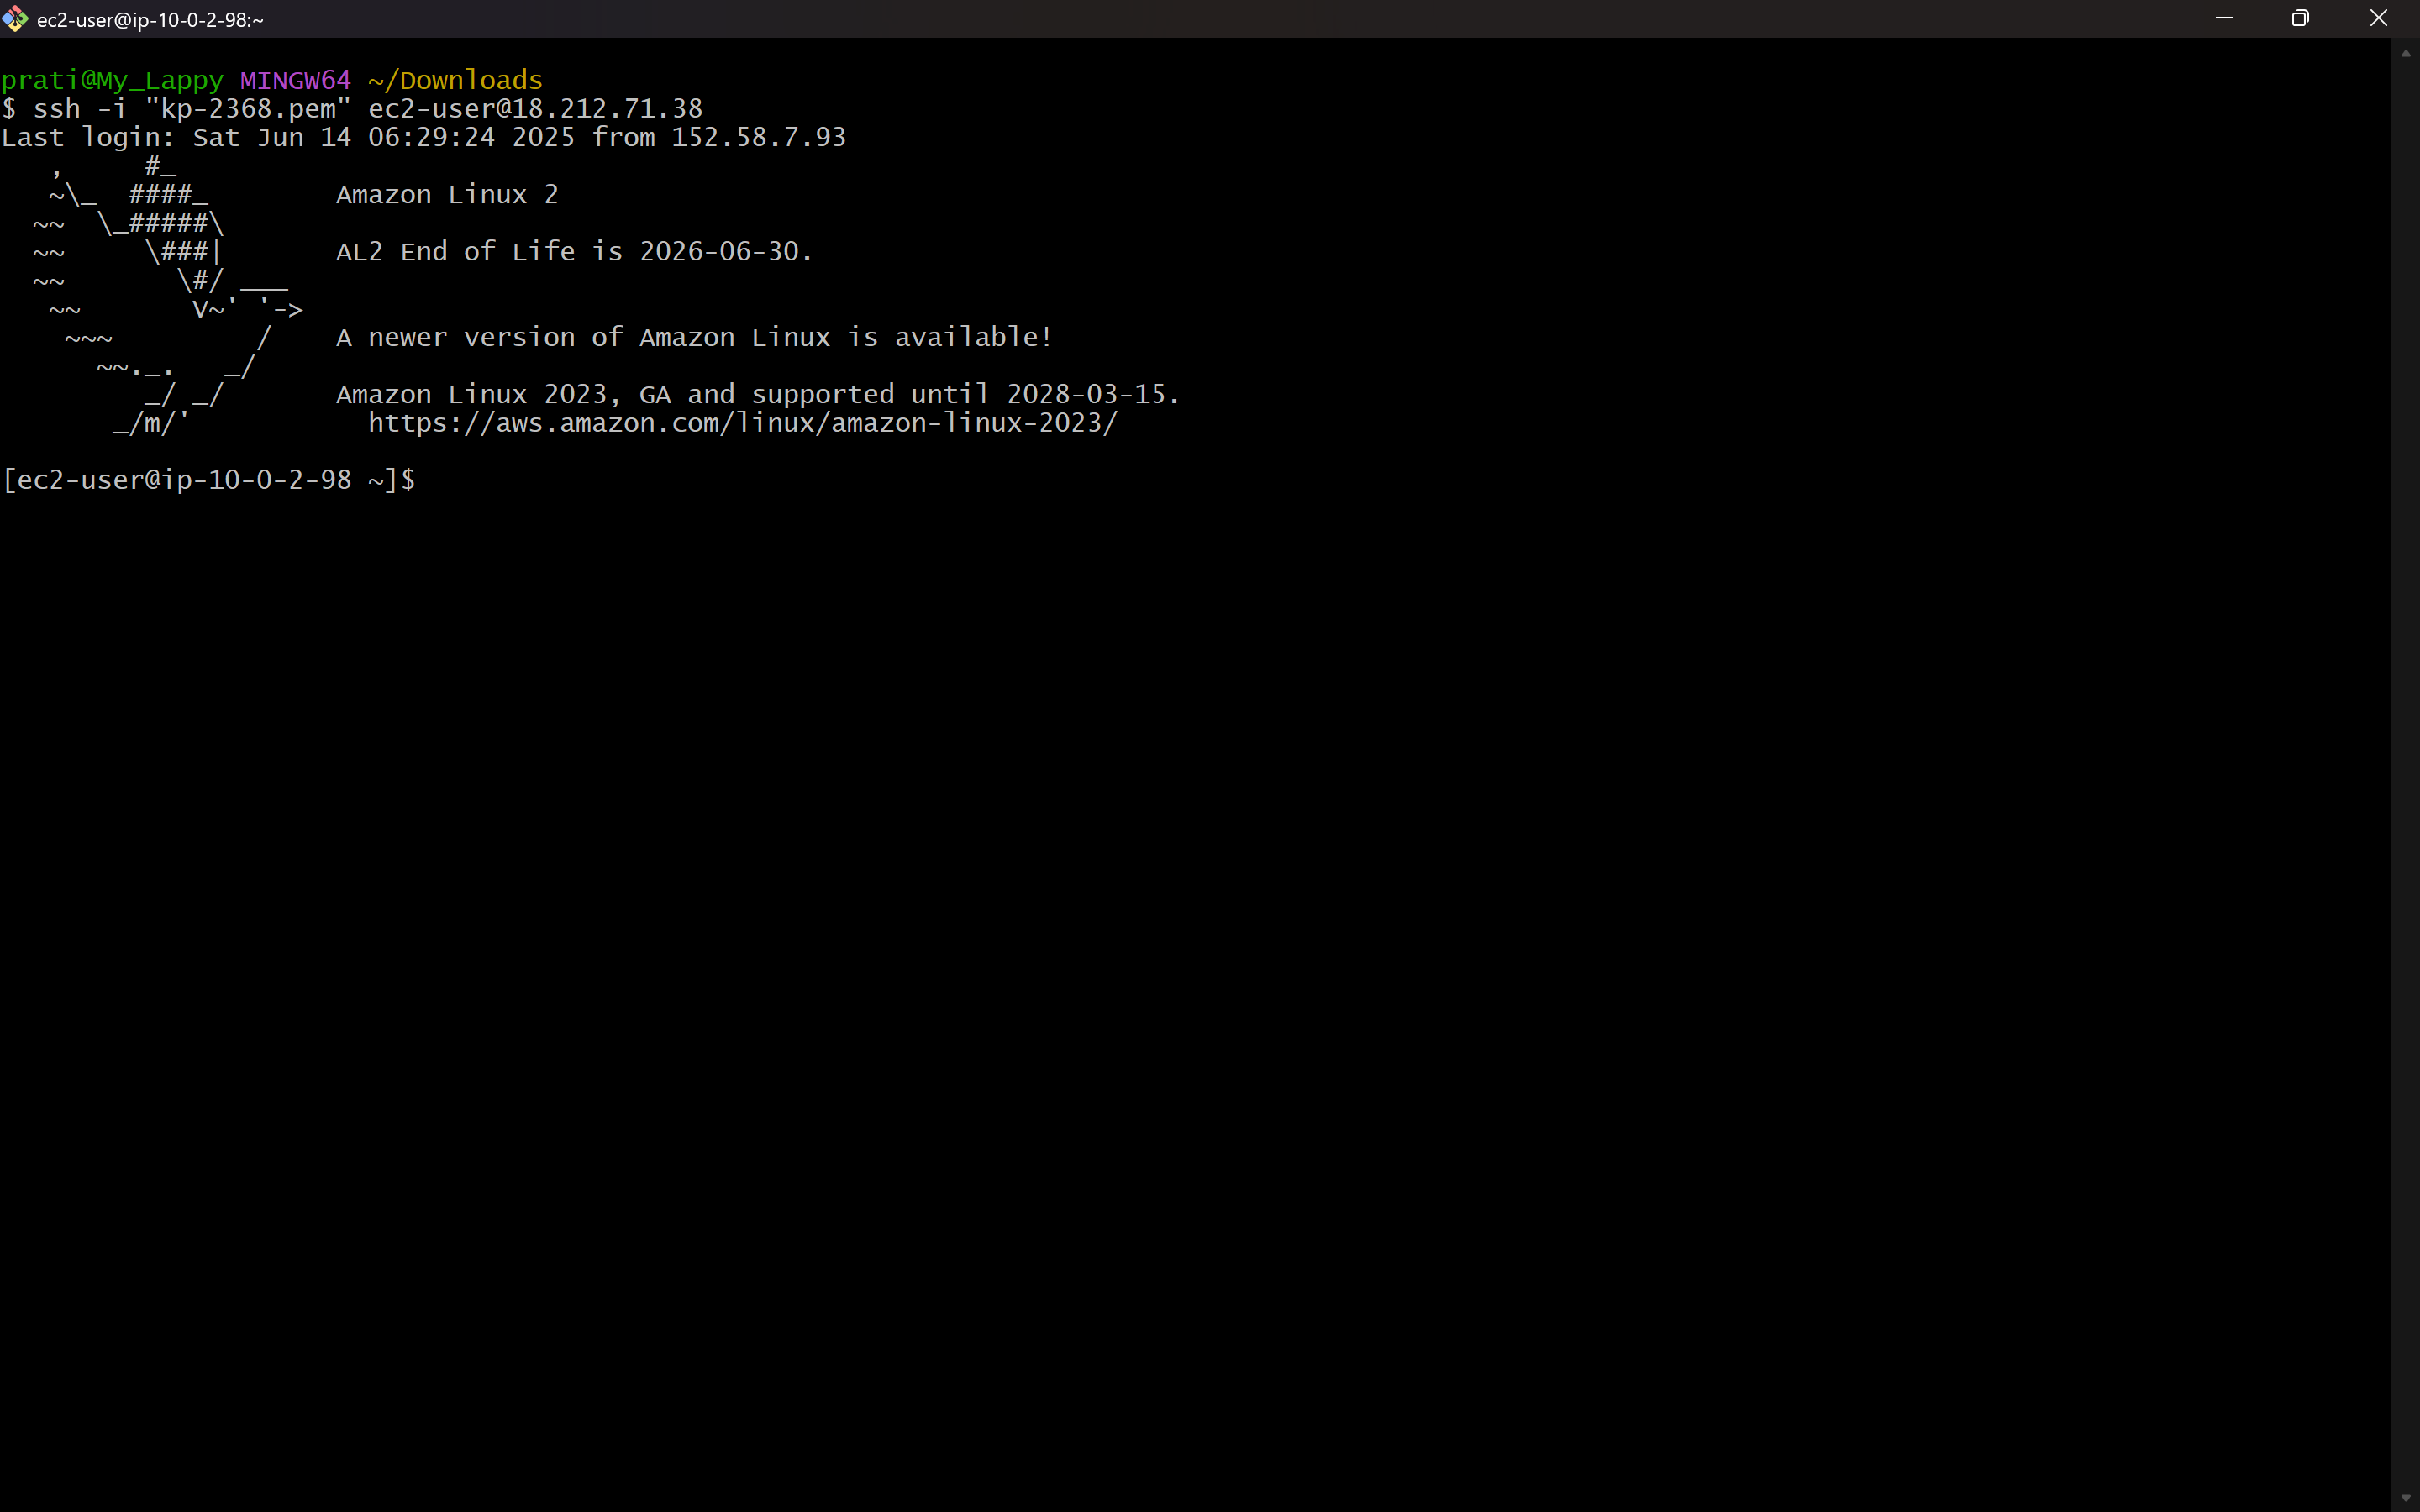 ec2-user@ip-10-0-2-98:~
prati@My_Lappy MINGW64 ~/Downloads
$ ssh -i "kp-2368.pem" ec2-user@18.212.71.38
Last login: Sat Jun 14 06:29:24 2025 from 152.58.7.93
   ,     #_
   ~\_  ####_        Amazon Linux 2
  ~~  \_#####\
  ~~     \###|       AL2 End of Life is 2026-06-30.
  ~~       \#/ ___
   ~~       V~' '->
    ~~~         /    A newer version of Amazon Linux is available!
      ~~._.   _/
         _/ _/       Amazon Linux 2023, GA and supported until 2028-03-15.
       _/m/'           https://aws.amazon.com/linux/amazon-linux-2023/
[ec2-user@ip-10-0-2-98 ~]$